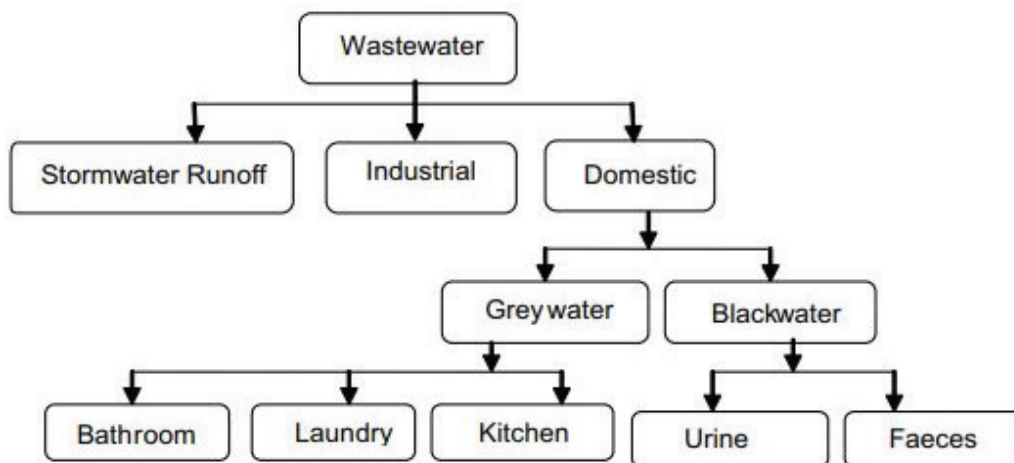 Wastewater
Stormwater Runoff
Industrial
Domestic
Greywater
Blackwater
Bathroom
Laundry
Kitchen
Urine
Faeces